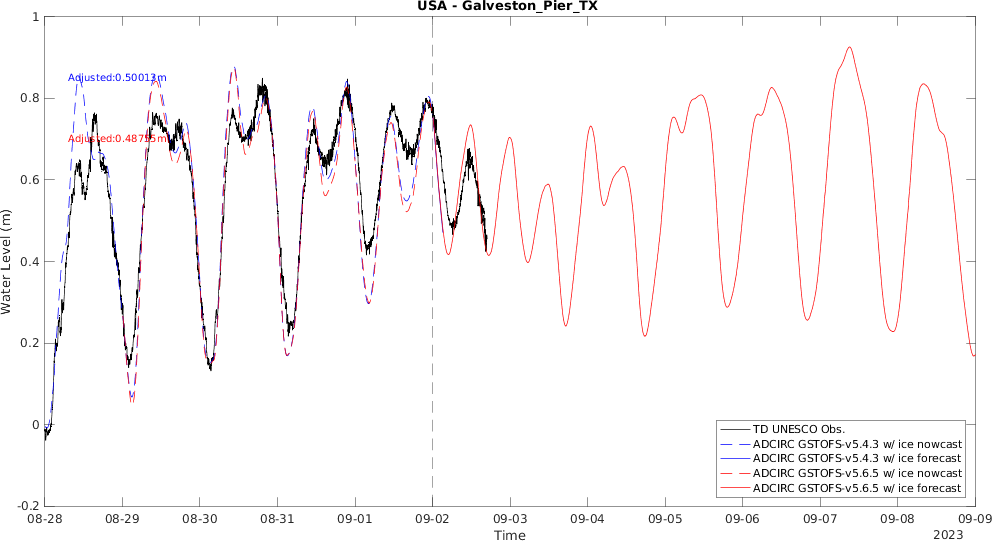 USA - Galveston_Pier_TX
1
0.8
0.6
0.4
0.2
0
-0.2
Water Level (m)
Adjusted:0.50013m
Adjusted:0.48755m
TD UNESCO Obs.
ADCIRC GSTOFS-v5.4.3 w/ ice nowcast
ADCIRC GSTOFS-v5.4.3 w/ ice forecast
ADCIRC GSTOFS-v5.6.5 w/ ice nowcast
ADCIRC GSTOFS-v5.6.5 w/ ice forecast
08-28 08-29 08-30 08-31 09-01 09-02 09-03 09-04 09-05 09-06 09-07 09-08 09-09
Time
2023